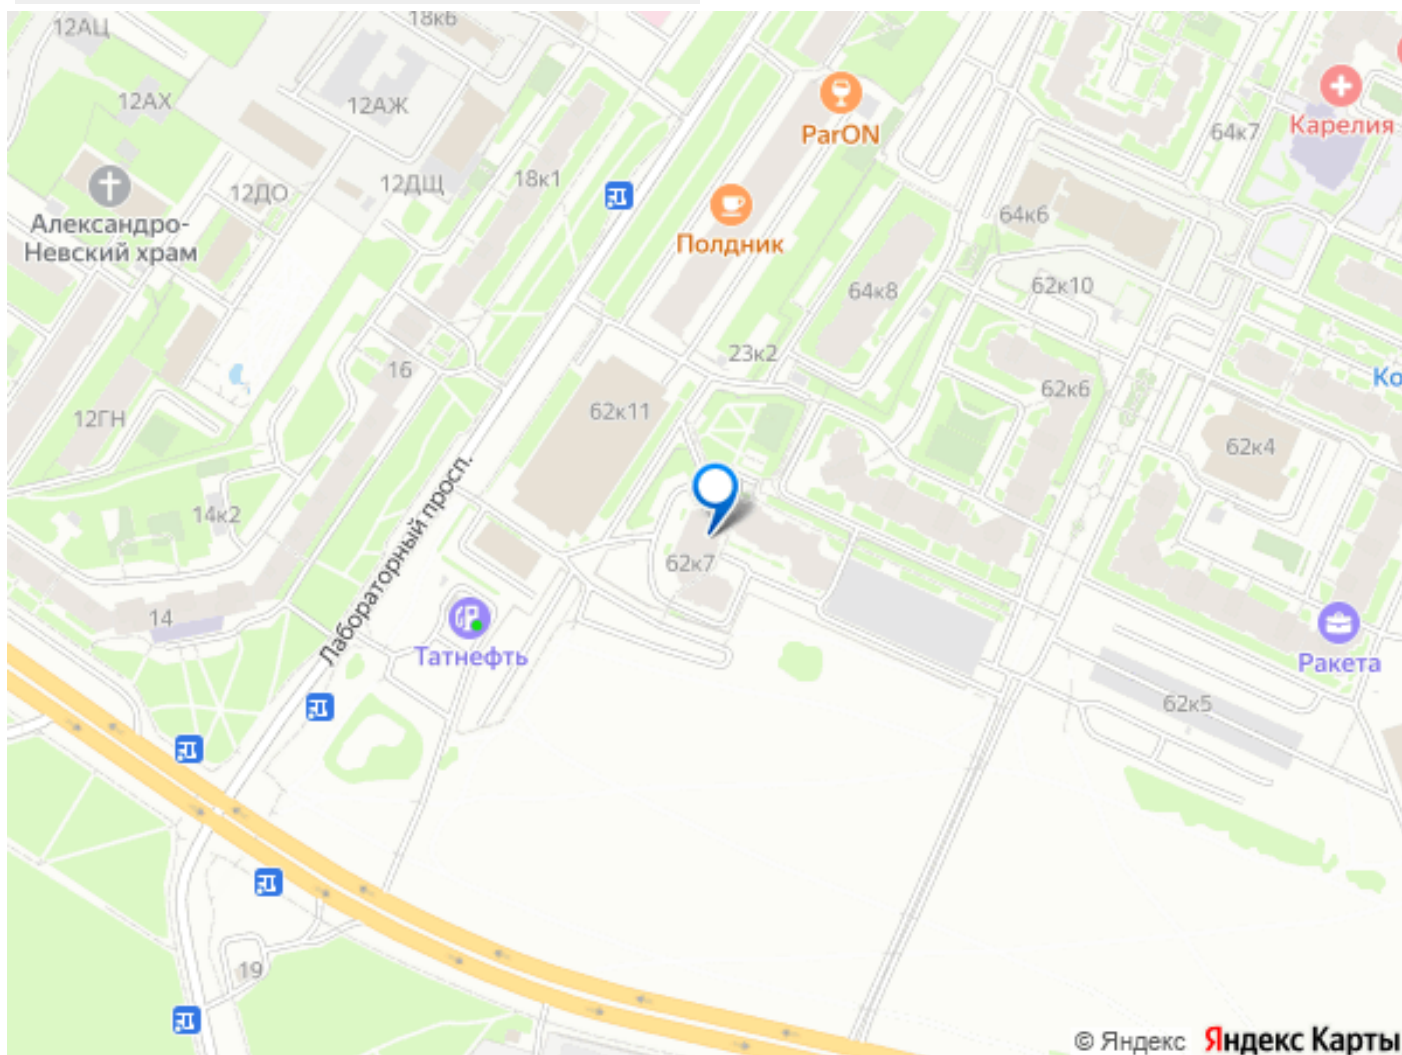 12АЦ
18к6
12АХ
12АЖ
ParON
Карелия
64к7
Александро-
Невский храм
12ДО
12ДЩ
18к1
Полдник
64к6
64к8
62к10
23к2
16
62к6
Ко
12ГН
62к11
62к4
14к2
Лабораторный просп.
62к7
14
Татнефть
Ракета
62к5
19
© Яндекс Яндекс Карты